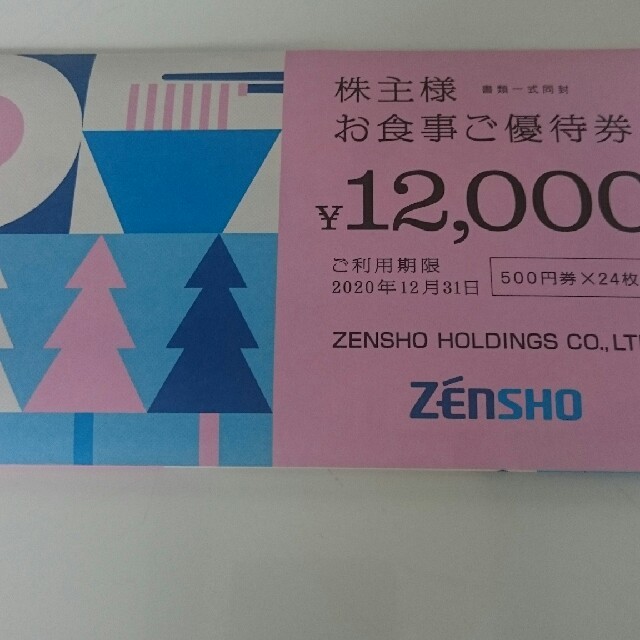 株主様 書類一式同封
お食事ご優待券
¥12,000
ご利用期限
2020年12月31日
500円券×24枚
ZENSHO HOLDINGS CO., LT
ZENSHO